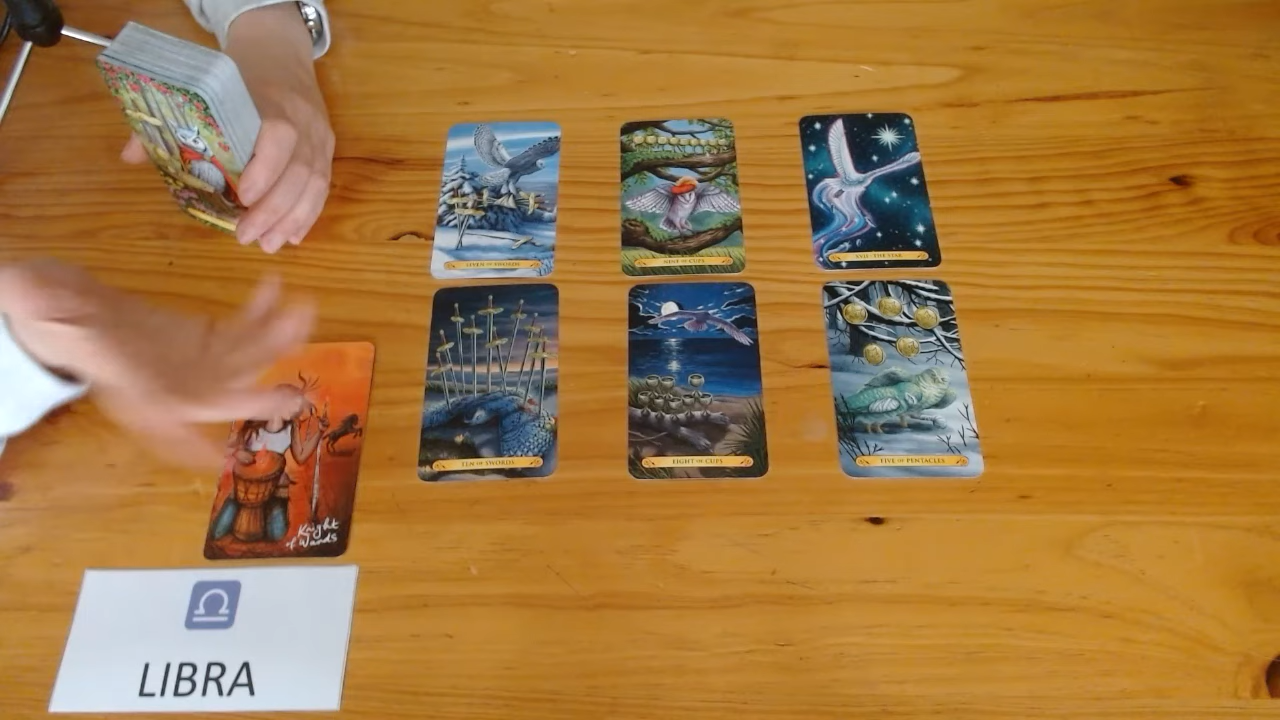 SEVEN OF SWORDS
NINE OF CUPS
XVII · THE STAR
TEN OF SWORDS
EIGHT OF CUPS
FIVE OF PENTACLES
Knight
of Wands
LIBRA